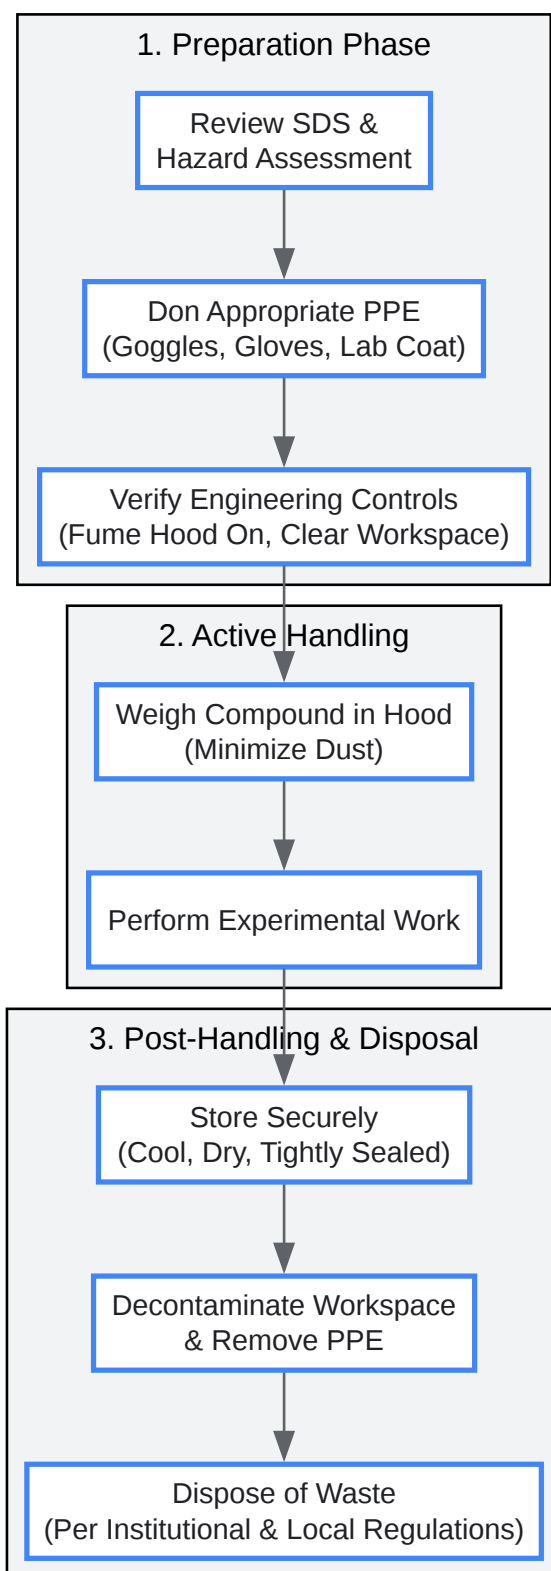 1. Preparation Phase
Review SDS &
Hazard Assessment
Don Appropriate PPE
(Goggles, Gloves, Lab Coat)
Verify Engineering Controls
(Fume Hood On, Clear Workspace)
2. Active Handling
Weigh Compound in Hood
(Minimize Dust)
Perform Experimental Work
3. Post-Handling & Disposal
Store Securely
(Cool, Dry, Tightly Sealed)
Decontaminate Workspace
& Remove PPE
Dispose of Waste
(Per Institutional & Local Regulations)